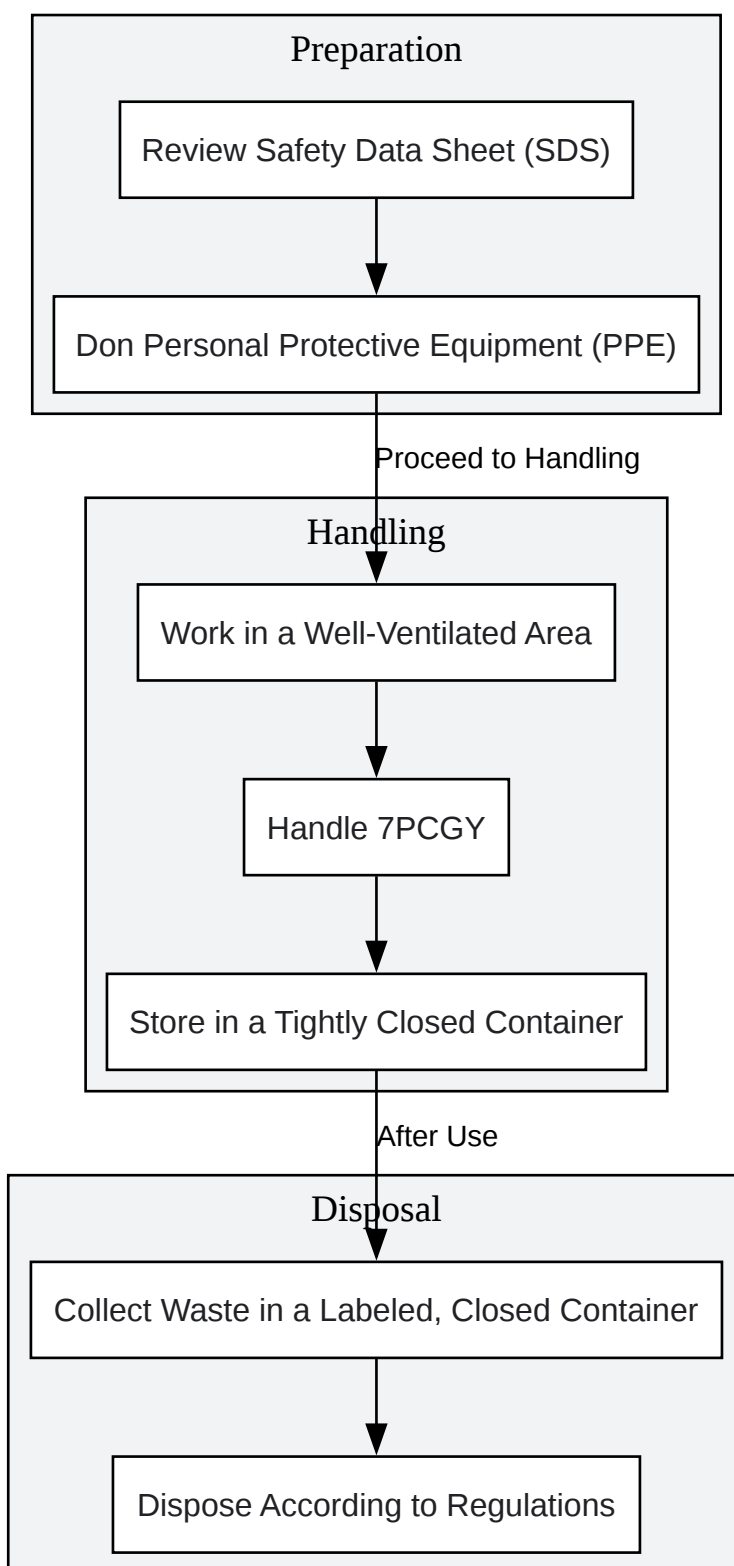 Preparation
Review Safety Data Sheet (SDS)
Don Personal Protective Equipment (PPE)
Proceed to Handling
Handling
Work in a Well-Ventilated Area
Handle 7PCGY
Store in a Tightly Closed Container
After Use
Disposal
Collect Waste in a Labeled, Closed Container
Dispose According to Regulations